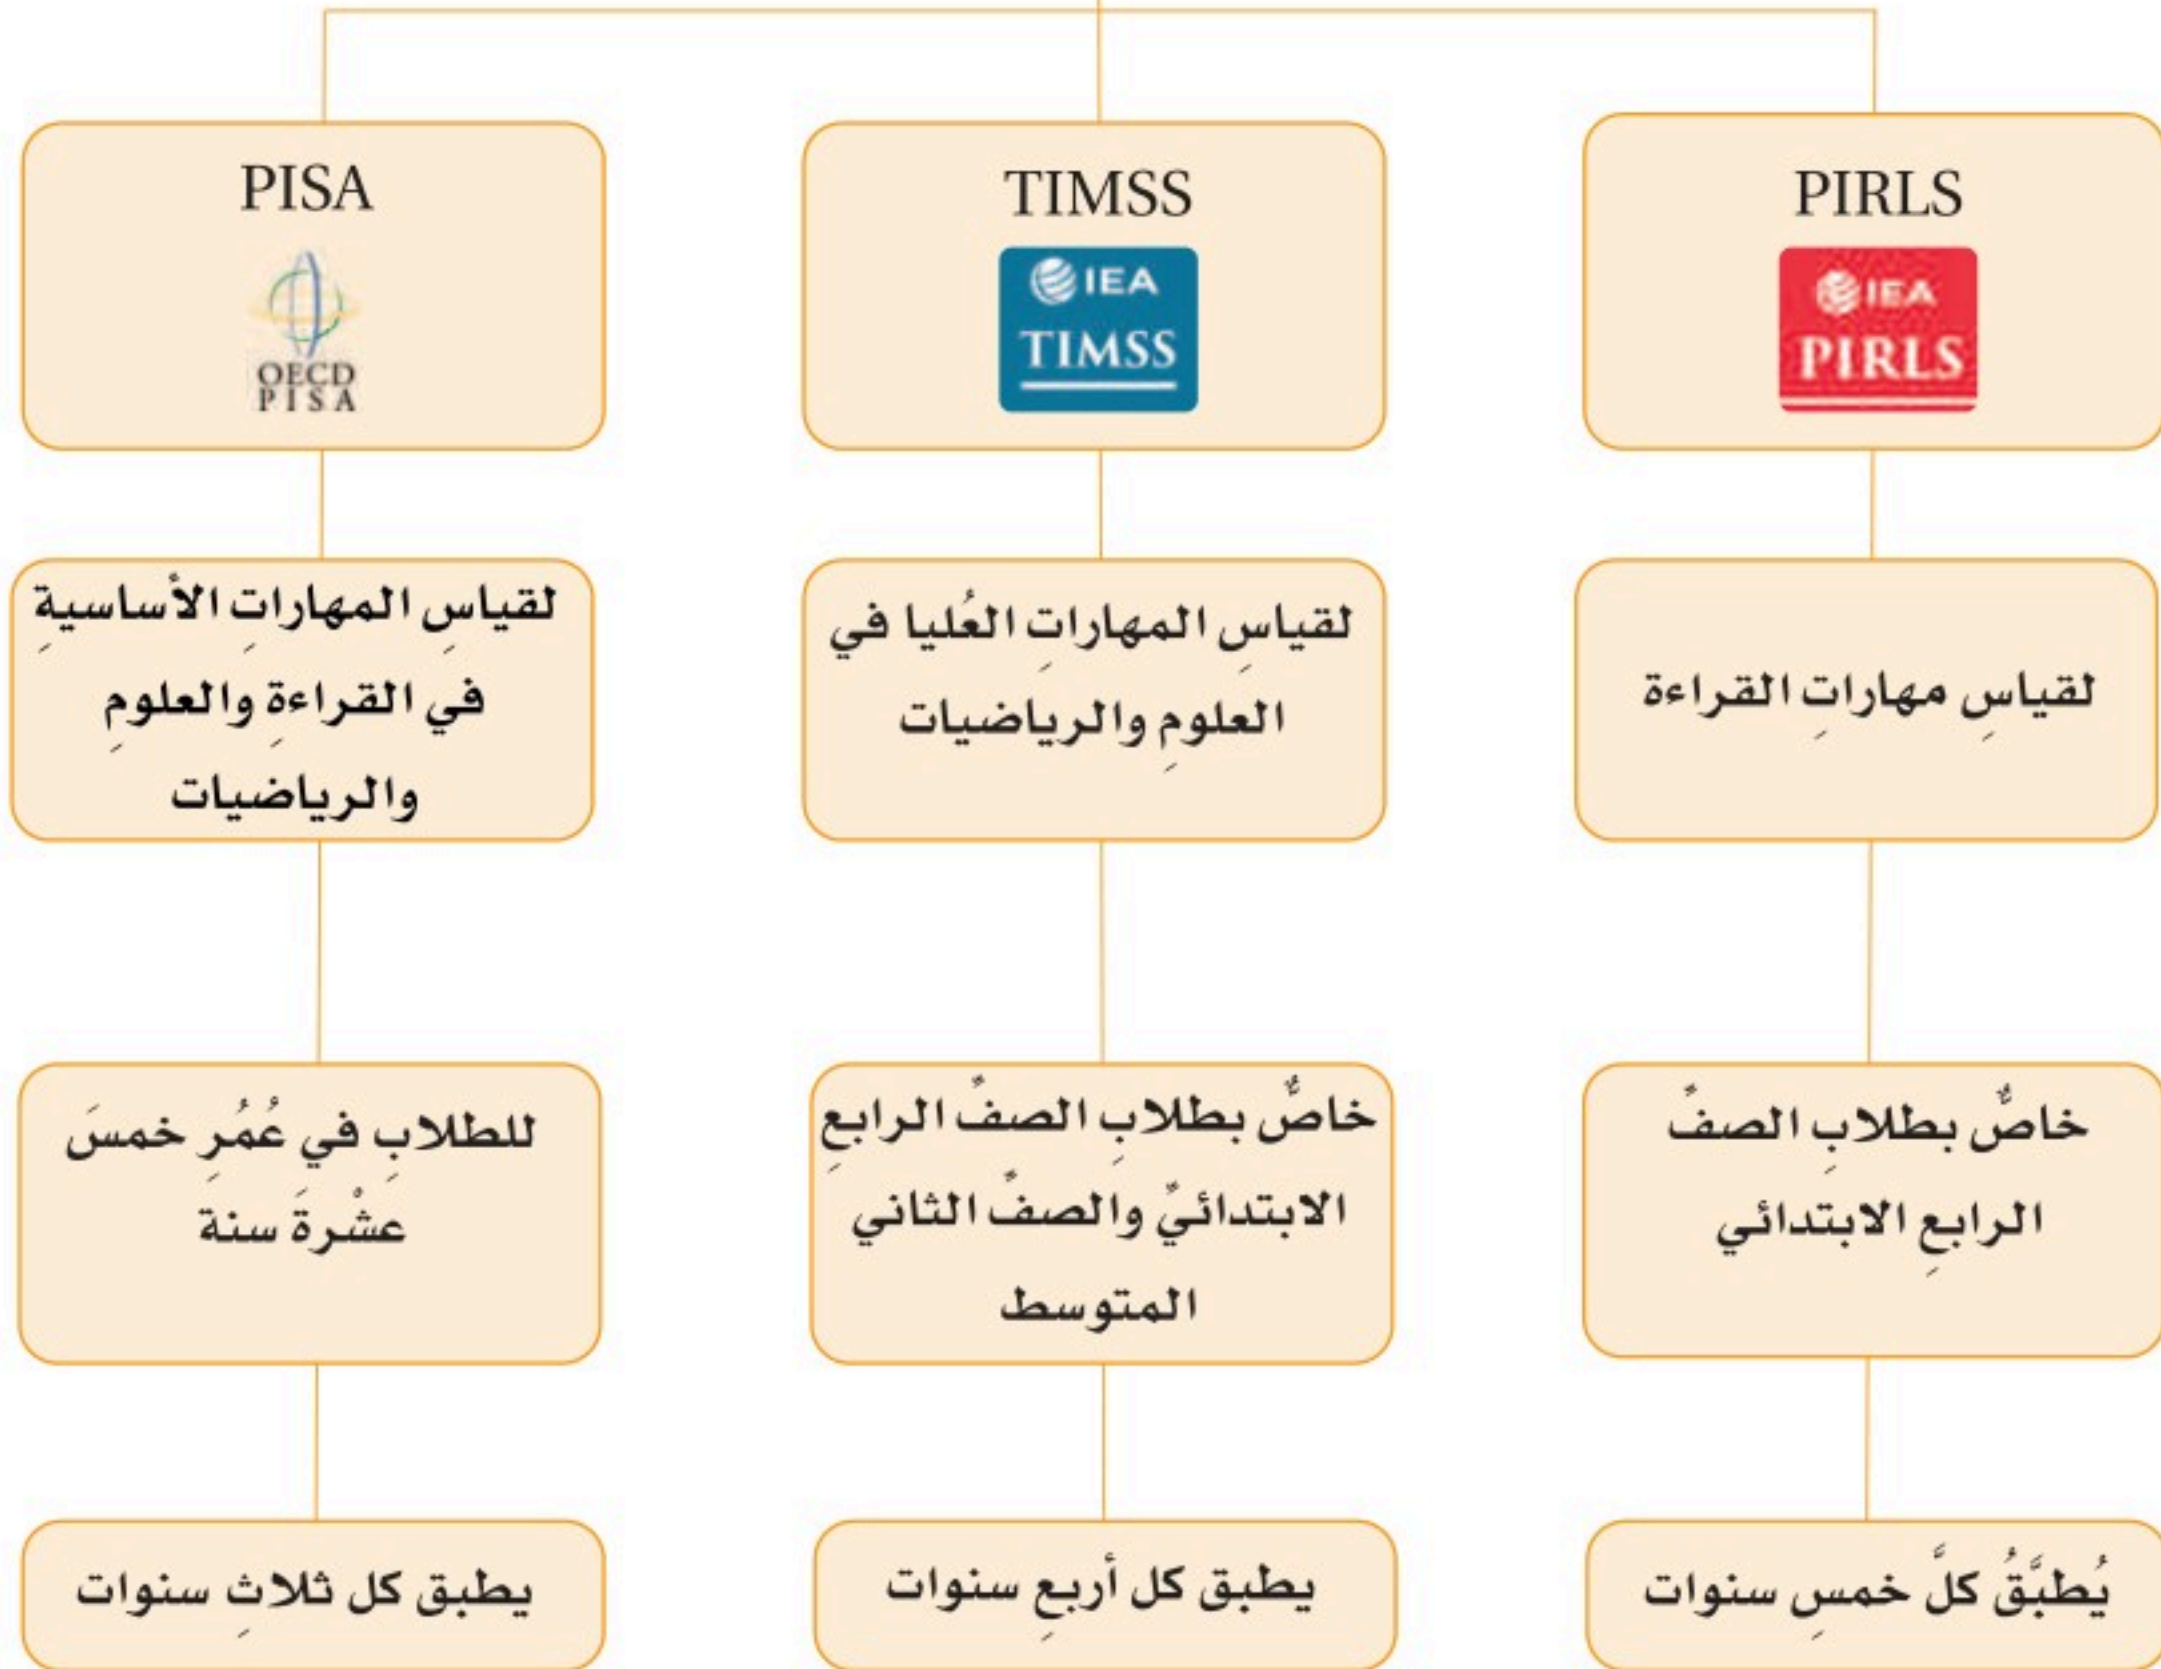 PIRLS
IEA
PIRLS
لقياسِ مهاراتِ القراءة
خاصٌّ بطلابِ الصفِّ
الرابعِ الابتدائي
يُطبَّقُ كلَّ خمسِ سنوات
TIMSS
IEA
TIMSS
لقياسِ المهاراتِ العُليا في
العلومِ والرياضيات
خاصٌّ بطلابِ الصفِّ الرابعِ
الابتدائيِّ والصفِّ الثاني
المتوسط
يطبق كل أربعِ سنوات
PISA
OECD
PISA
لقياسِ المهاراتِ الأساسيةِ
في القراءةِ والعلومِ
والرياضيات
للطلابِ في عُمُرِ خمسَ
عشْرةَ سنة
يطبق كل ثلاثِ سنوات